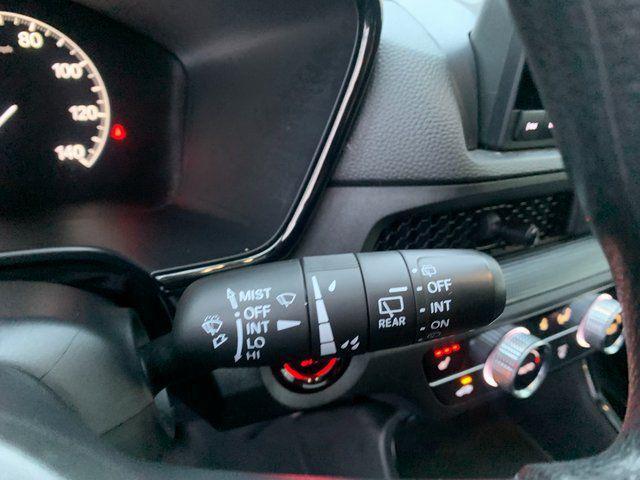 80
100
120
140
MIST
OFF
INT
LO
HI
REAR
OFF
INT
ON